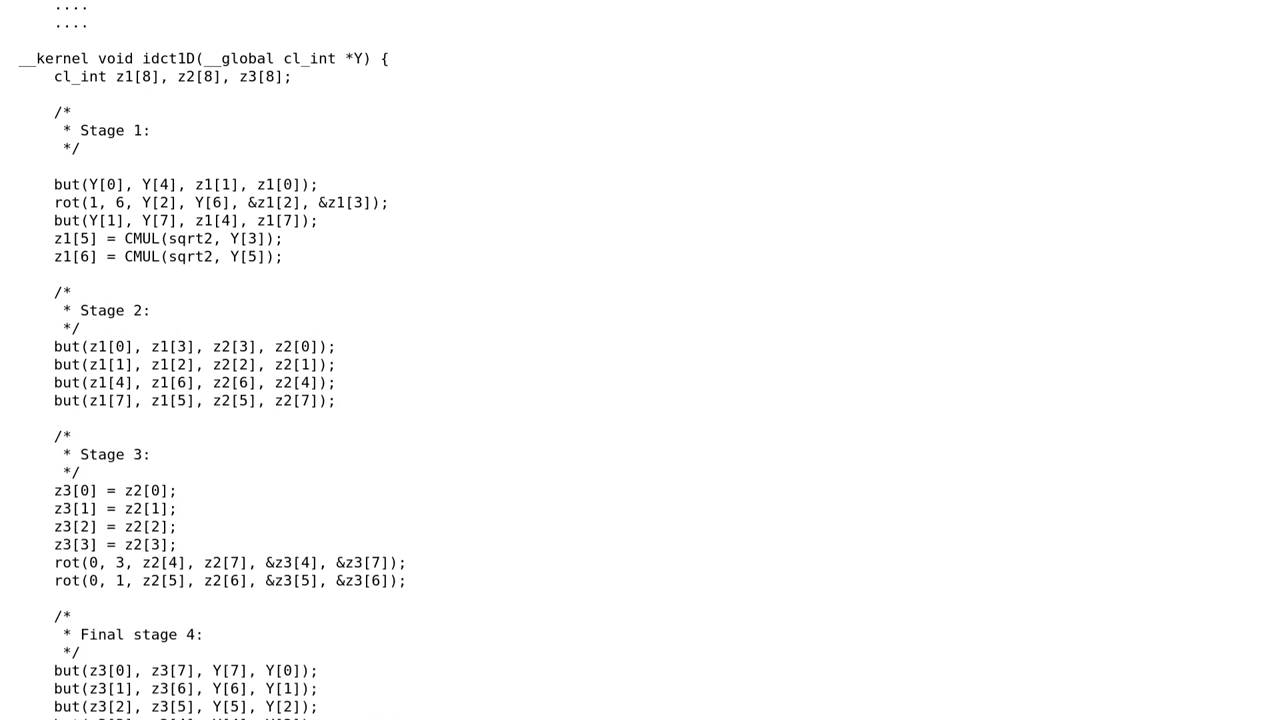 ....
....
__kernel void idct1D(__global cl_int *Y) {
    cl_int z1[8], z2[8], z3[8];

    /*
     * Stage 1:
     */

    but(Y[0], Y[4], z1[1], z1[0]);
    rot(1, 6, Y[2], Y[6], &z1[2], &z1[3]);
    but(Y[1], Y[7], z1[4], z1[7]);
    z1[5] = CMUL(sqrt2, Y[3]);
    z1[6] = CMUL(sqrt2, Y[5]);

    /*
     * Stage 2:
     */
    but(z1[0], z1[3], z2[3], z2[0]);
    but(z1[1], z1[2], z2[2], z2[1]);
    but(z1[4], z1[6], z2[6], z2[4]);
    but(z1[7], z1[5], z2[5], z2[7]);

    /*
     * Stage 3:
     */
    z3[0] = z2[0];
    z3[1] = z2[1];
    z3[2] = z2[2];
    z3[3] = z2[3];
    rot(0, 3, z2[4], z2[7], &z3[4], &z3[7]);
    rot(0, 1, z2[5], z2[6], &z3[5], &z3[6]);

    /*
     * Final stage 4:
     */
    but(z3[0], z3[7], Y[7], Y[0]);
    but(z3[1], z3[6], Y[6], Y[1]);
    but(z3[2], z3[5], Y[5], Y[2]);